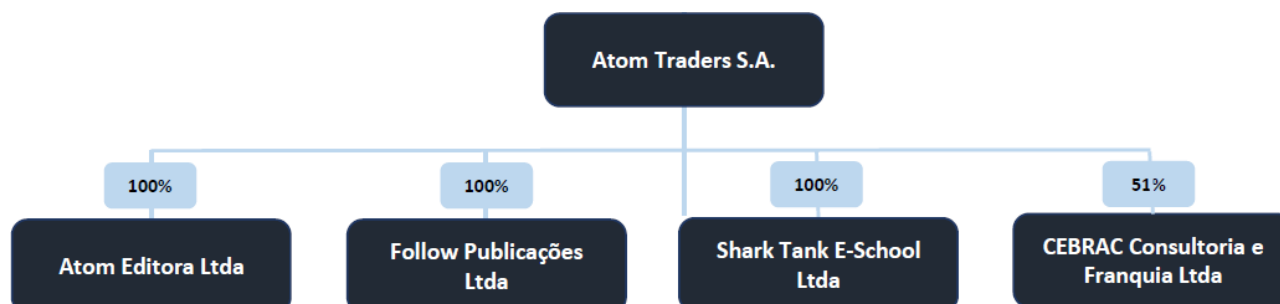 Atom Traders S.A.
100%
100%
100%
51%
Atom Editora Ltda
Follow Publicações
Ltda
Shark Tank E-School
Ltda
CEBRAC Consultoria e
Franquia Ltda